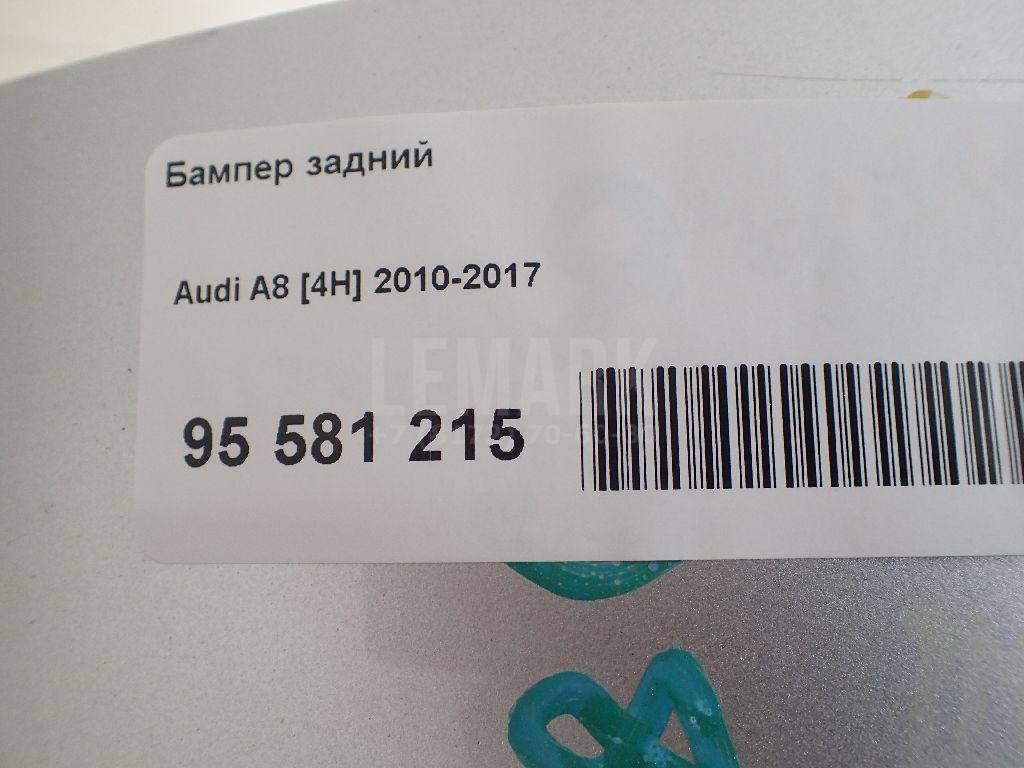 Бампер задний
Audi A8 [4H] 2010-2017
LEMARK
95 581 215